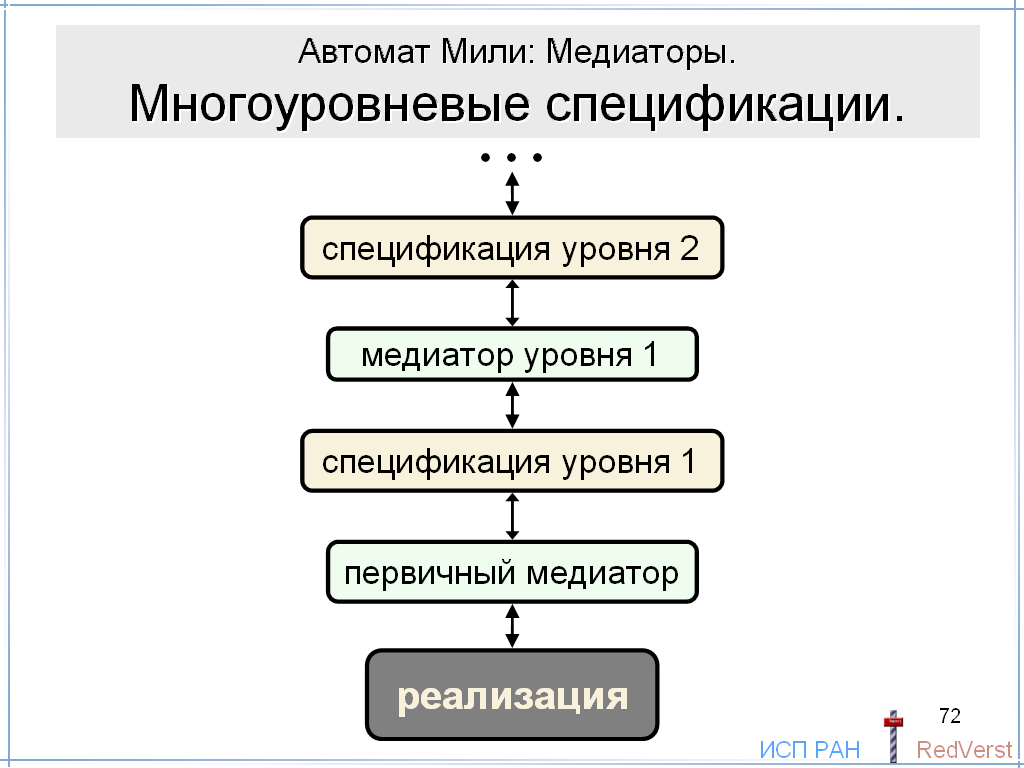 Автомат Мили: Медиаторы.
Многоуровневые спецификации.
• • •
спецификация уровня 2
медиатор уровня 1
спецификация уровня 1
первичный медиатор
реализация
72
ИСП РАН RedVerst